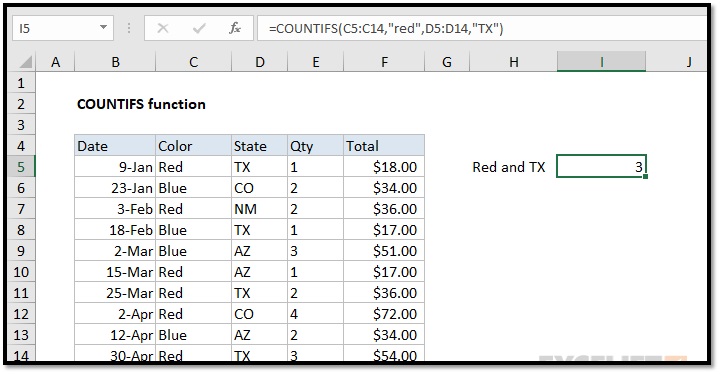 I5 =COUNTIFS(C5:C14,"red",D5:D14,"TX")
A B C D E F G H I J
1
2 COUNTIFS function
3
4 Date Color State Qty Total
5 9-Jan Red TX 1 $18.00 Red and TX 3
6 23-Jan Blue CO 2 $34.00
7 3-Feb Red NM 2 $36.00
8 18-Feb Blue TX 1 $17.00
9 2-Mar Blue AZ 3 $51.00
10 15-Mar Red AZ 1 $17.00
11 25-Mar Red TX 2 $36.00
12 2-Apr Red CO 4 $72.00
13 12-Apr Blue AZ 2 $34.00
14 30-Apr Red TX 3 $54.00